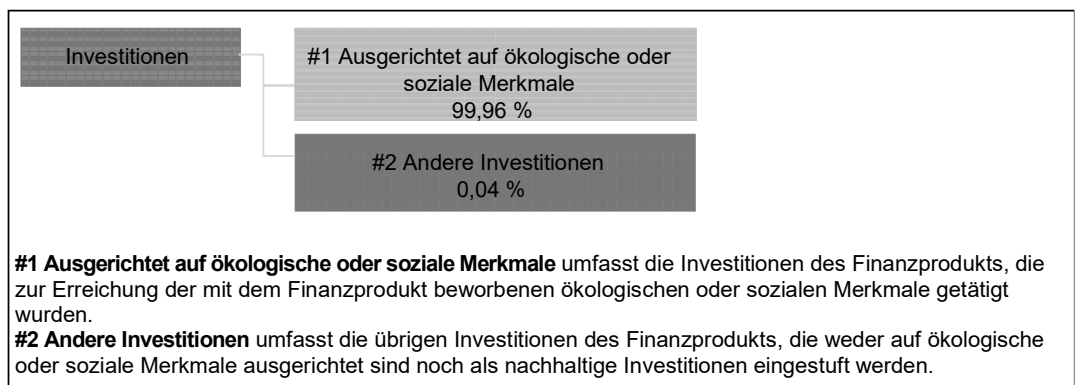 Investitionen
#1 Ausgerichtet auf ökologische oder
soziale Merkmale
99,96 %
#2 Andere Investitionen
0,04 %
#1 Ausgerichtet auf ökologische oder soziale Merkmale umfasst die Investitionen des Finanzprodukts, die
zur Erreichung der mit dem Finanzprodukt beworbenen ökologischen oder sozialen Merkmale getätigt
wurden.
#2 Andere Investitionen umfasst die übrigen Investitionen des Finanzprodukts, die weder auf ökologische
oder soziale Merkmale ausgerichtet sind noch als nachhaltige Investitionen eingestuft werden.